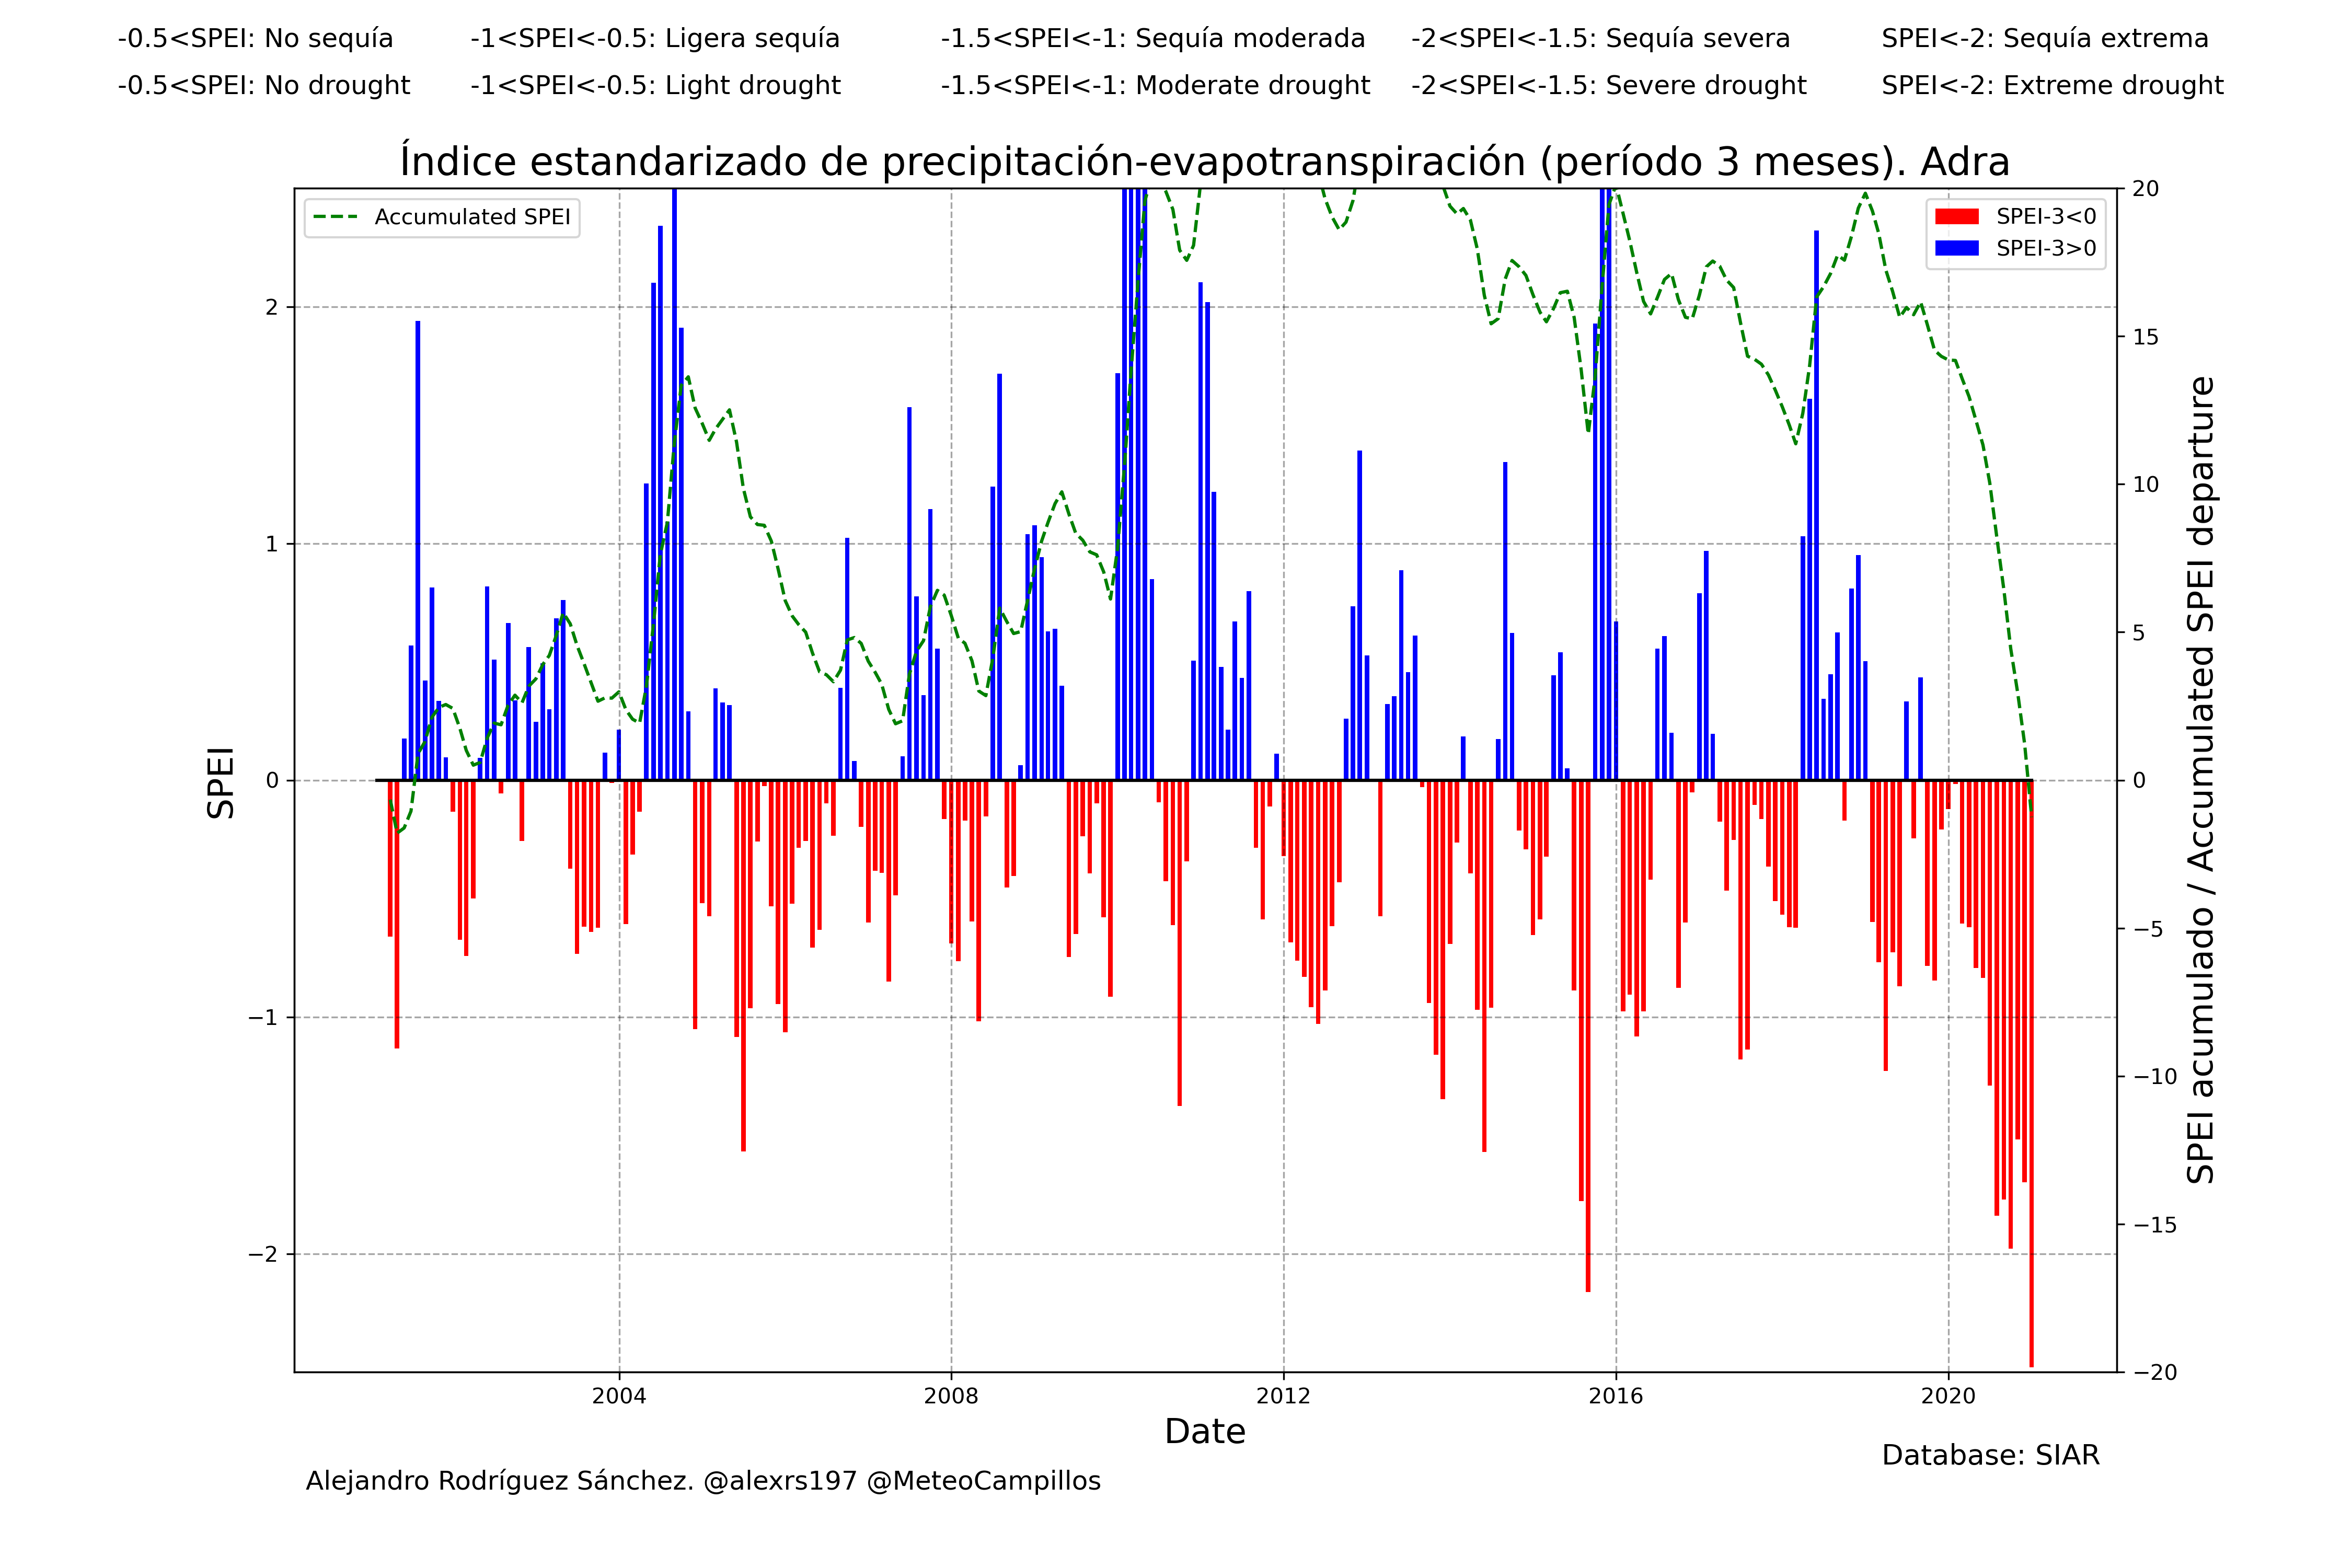 -0.5<SPEI: No sequía -1<SPEI<-0.5: Ligera sequía -1.5<SPEI<-1: Sequía moderada -2<SPEI<-1.5: Sequía severa SPEI<-2: Sequía extrema
-0.5<SPEI: No drought -1<SPEI<-0.5: Light drought -1.5<SPEI<-1: Moderate drought -2<SPEI<-1.5: Severe drought SPEI<-2: Extreme drought
Índice estandarizado de precipitación-evapotranspiración (período 3 meses). Adra
Accumulated SPEI
SPEI-3<0
SPEI-3>0
SPEI
2
1
0
−1
−2
20
15
10
5
0
−5
−10
−15
−20
SPEI acumulado / Accumulated SPEI departure
2004 2008 2012 2016 2020
Date
Database: SIAR
Alejandro Rodríguez Sánchez. @alexrs197 @MeteoCampillos